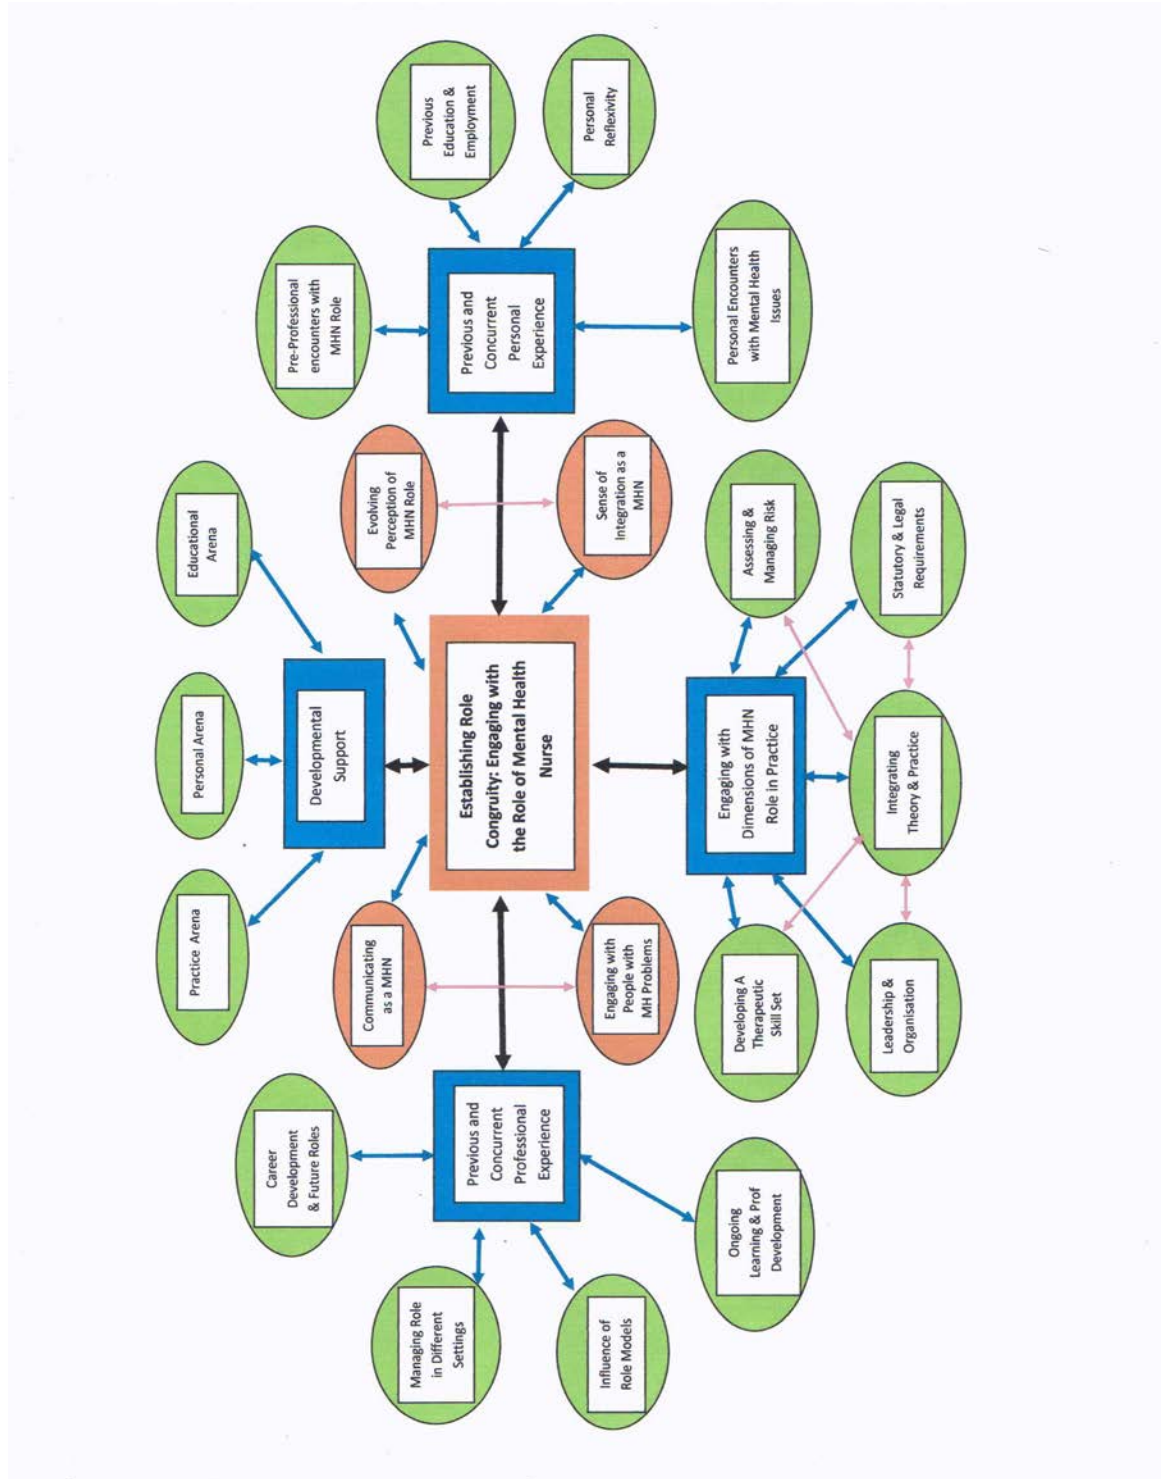 Career
Development
& Future Roles
Managing Role
in Different
Settings
Influence of
Role Models
Ongoing
Learning & Prof
Development
Previous and
Concurrent
Professional
Experience
Practice Arena
Personal Arena
Educational
Arena
Developmental
Support
Communicating
as a MHN
Evolving
Perception of
MHN Role
Establishing Role
Congruity: Engaging with
the Role of Mental Health
Nurse
Engaging with
People with
MH Problems
Sense of
Integration as a
MHN
Pre-Professional
encounters with
MHN Role
Previous
Education &
Employment
Previous and
Concurrent
Personal
Experience
Personal
Reflexivity
Personal Encounters
with Mental Health
Issues
Engaging with
Dimensions of MHN
Role in Practice
Developing A
Therapeutic
Skill Set
Assessing &
Managing Risk
Leadership &
Organisation
Integrating
Theory & Practice
Statutory & Legal
Requirements